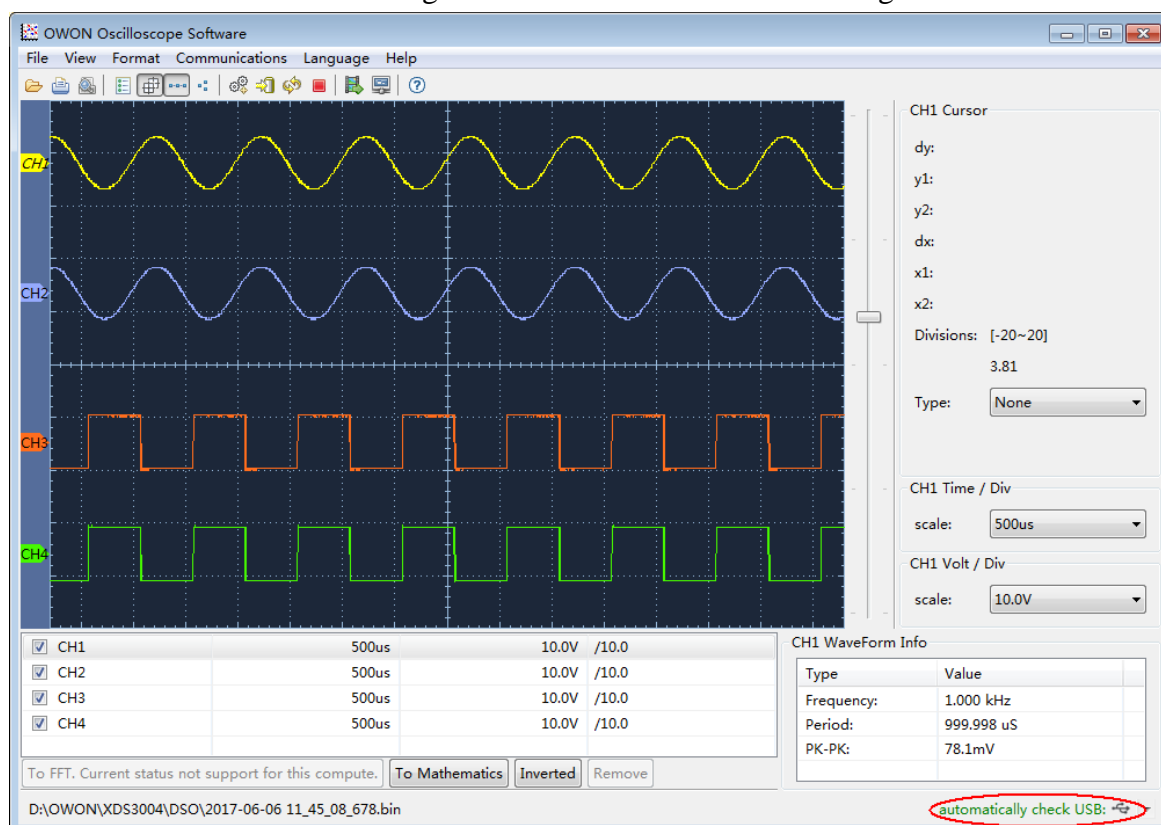 OWON Oscilloscope Software
File View Format Communications Language Help
CH1
CH2
CH3
CH4
CH1 Cursor
dy:
y1:
y2:
dx:
x1:
x2:
Divisions: [-20~20]
3.81
Type: None
CH1 Time / Div
scale: 500us
CH1 Volt / Div
scale: 10.0V
CH1 500us 10.0V /10.0
CH2 500us 10.0V /10.0
CH3 500us 10.0V /10.0
CH4 500us 10.0V /10.0
To FFT. Current status not support for this compute. To Mathematics Inverted Remove
CH1 WaveForm Info
Type Value
Frequency: 1.000 kHz
Period: 999.998 uS
PK-PK: 78.1mV
D:\OWON\XDS3004\DSO\2017-06-06 11_45_08_678.bin
automatically check USB: